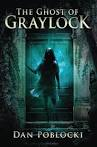 THE GHOST OF
GRAYLOCK
DAN POBLOCKI